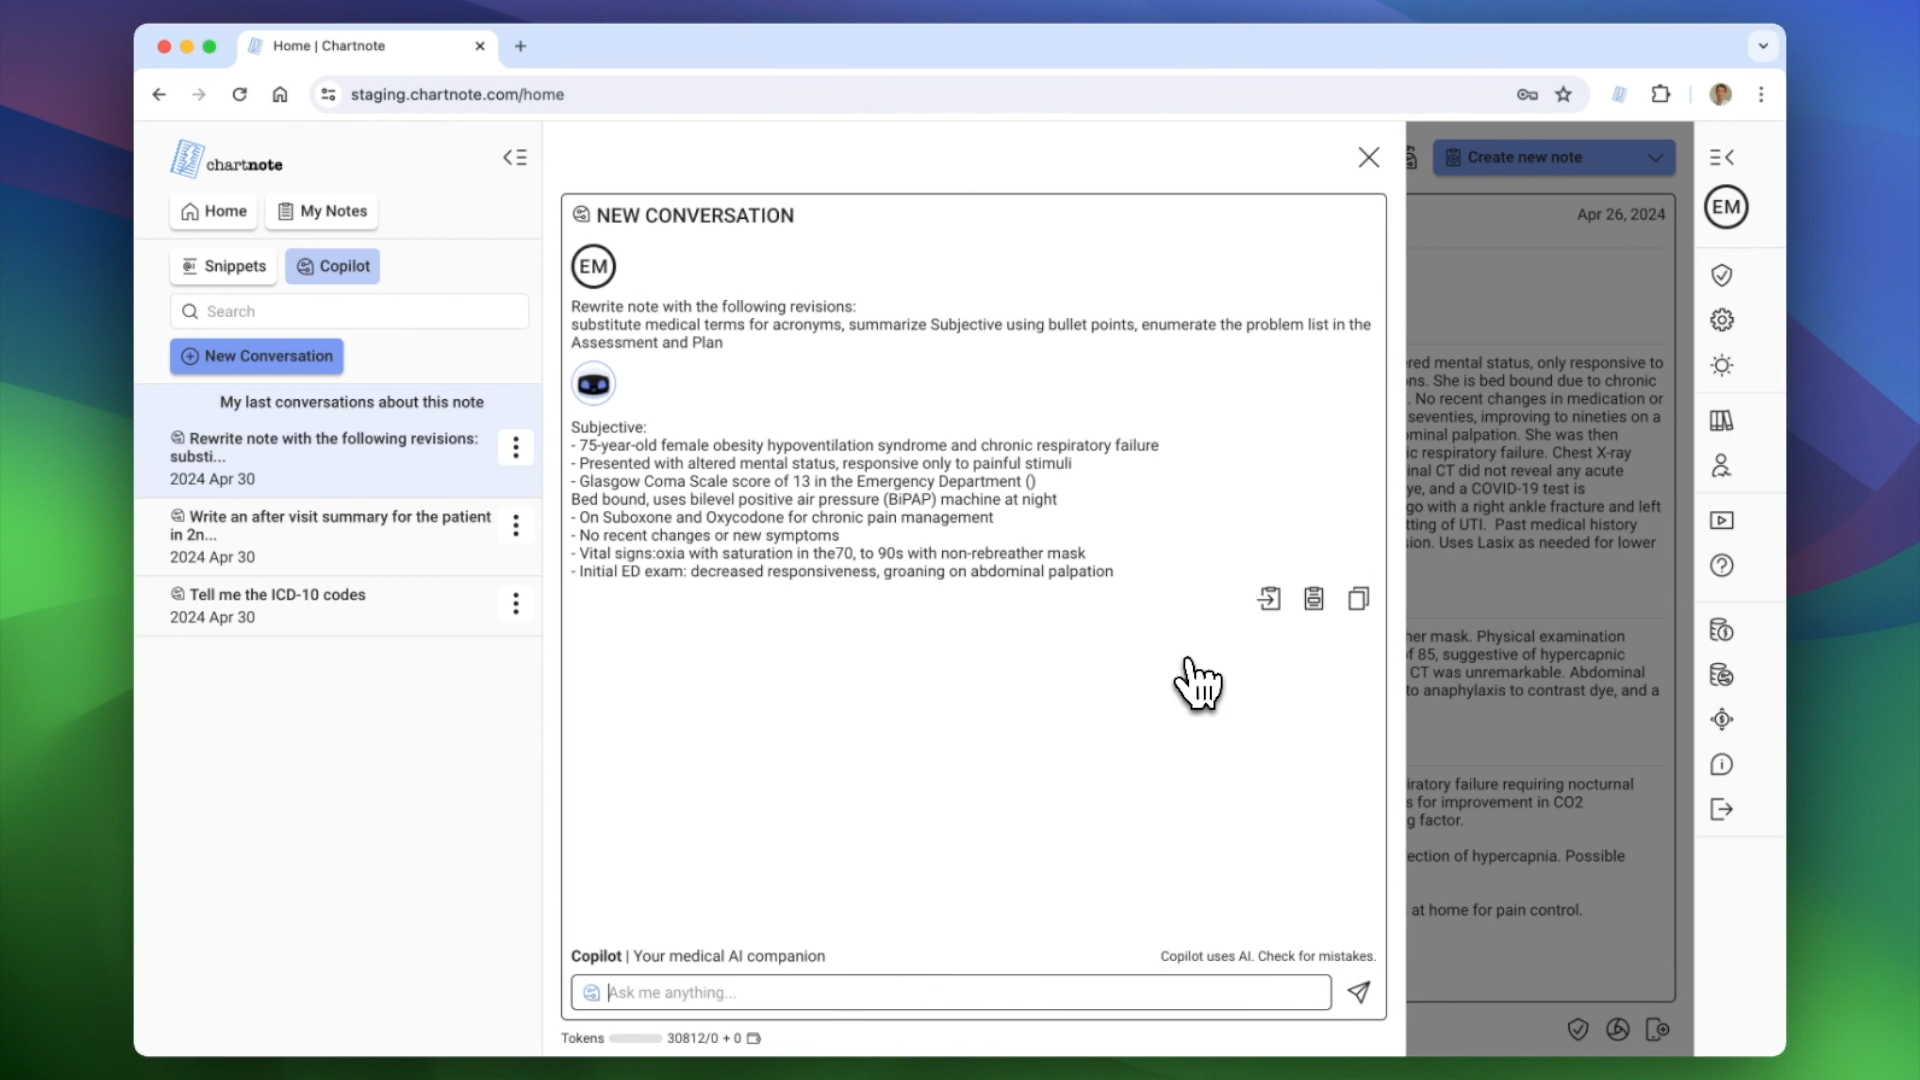 Home | Chartnote
staging.chartnote.com/home
chartnote
Home
My Notes
Snippets
Copilot
Search
New Conversation
My last conversations about this note
Rewrite note with the following revisions:
substi...
2024 Apr 30
Write an after visit summary for the patient
in 2n...
2024 Apr 30
Tell me the ICD-10 codes
2024 Apr 30
NEW CONVERSATION
EM
Rewrite note with the following revisions:
substitute medical terms for acronyms, summarize Subjective using bullet points, enumerate the problem list in the
Assessment and Plan
Subjective:
- 75-year-old female obesity hypoventilation syndrome and chronic respiratory failure
- Presented with altered mental status, responsive only to painful stimuli
- Glasgow Coma Scale score of 13 in the Emergency Department ()
Bed bound, uses bilevel positive air pressure (BiPAP) machine at night
- On Suboxone and Oxycodone for chronic pain management
- No recent changes or new symptoms
- Vital signs:oxia with saturation in the70, to 90s with non-rebreather mask
- Initial ED exam: decreased responsiveness, groaning on abdominal palpation
Copilot | Your medical AI companion
Copilot uses AI. Check for mistakes.
Ask me anything...
Tokens 30812/0 + 0
Create new note
EM
Apr 26, 2024
red mental status, only responsive to
ns. She is bed bound due to chronic
. No recent changes in medication or
seventies, improving to nineties on a
ominal palpation. She was then
ic respiratory failure. Chest X-ray
inal CT did not reveal any acute
ye, and a COVID-19 test is
go with a right ankle fracture and left
tting of UTI. Past medical history
sion. Uses Lasix as needed for lower
her mask. Physical examination
f 85, suggestive of hypercapnic
CT was unremarkable. Abdominal
to anaphylaxis to contrast dye, and a
iratory failure requiring nocturnal
s for improvement in CO2
g factor.
ection of hypercapnia. Possible
at home for pain control.